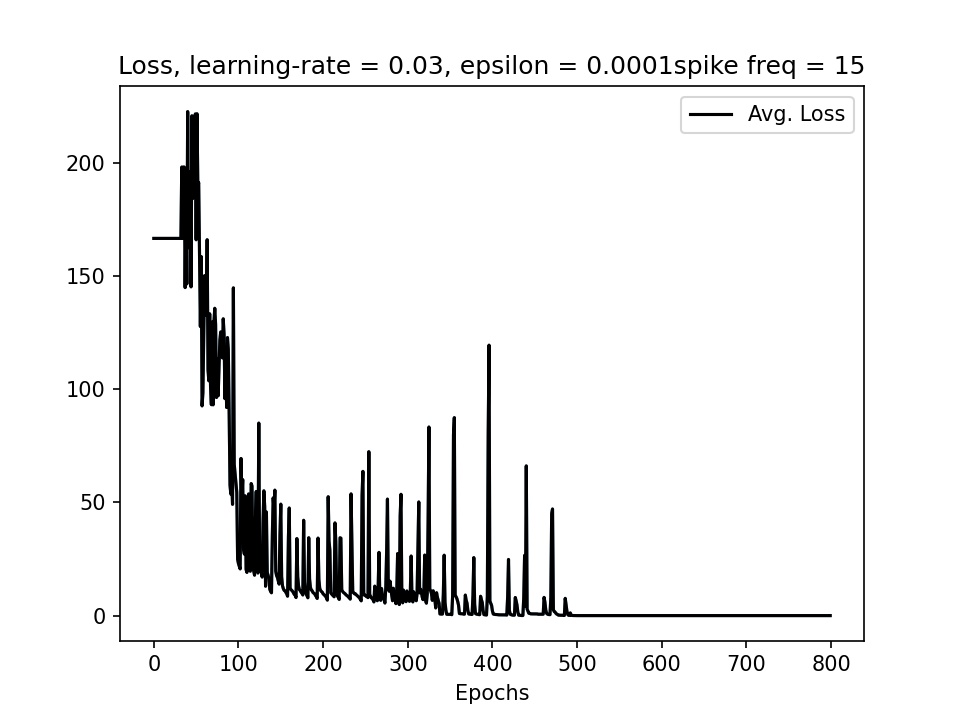 Loss, learning-rate = 0.03, epsilon = 0.0001spike freq = 15
Avg. Loss
200
150
100
50
0
0 100 200 300 400 500 600 700 800
Epochs